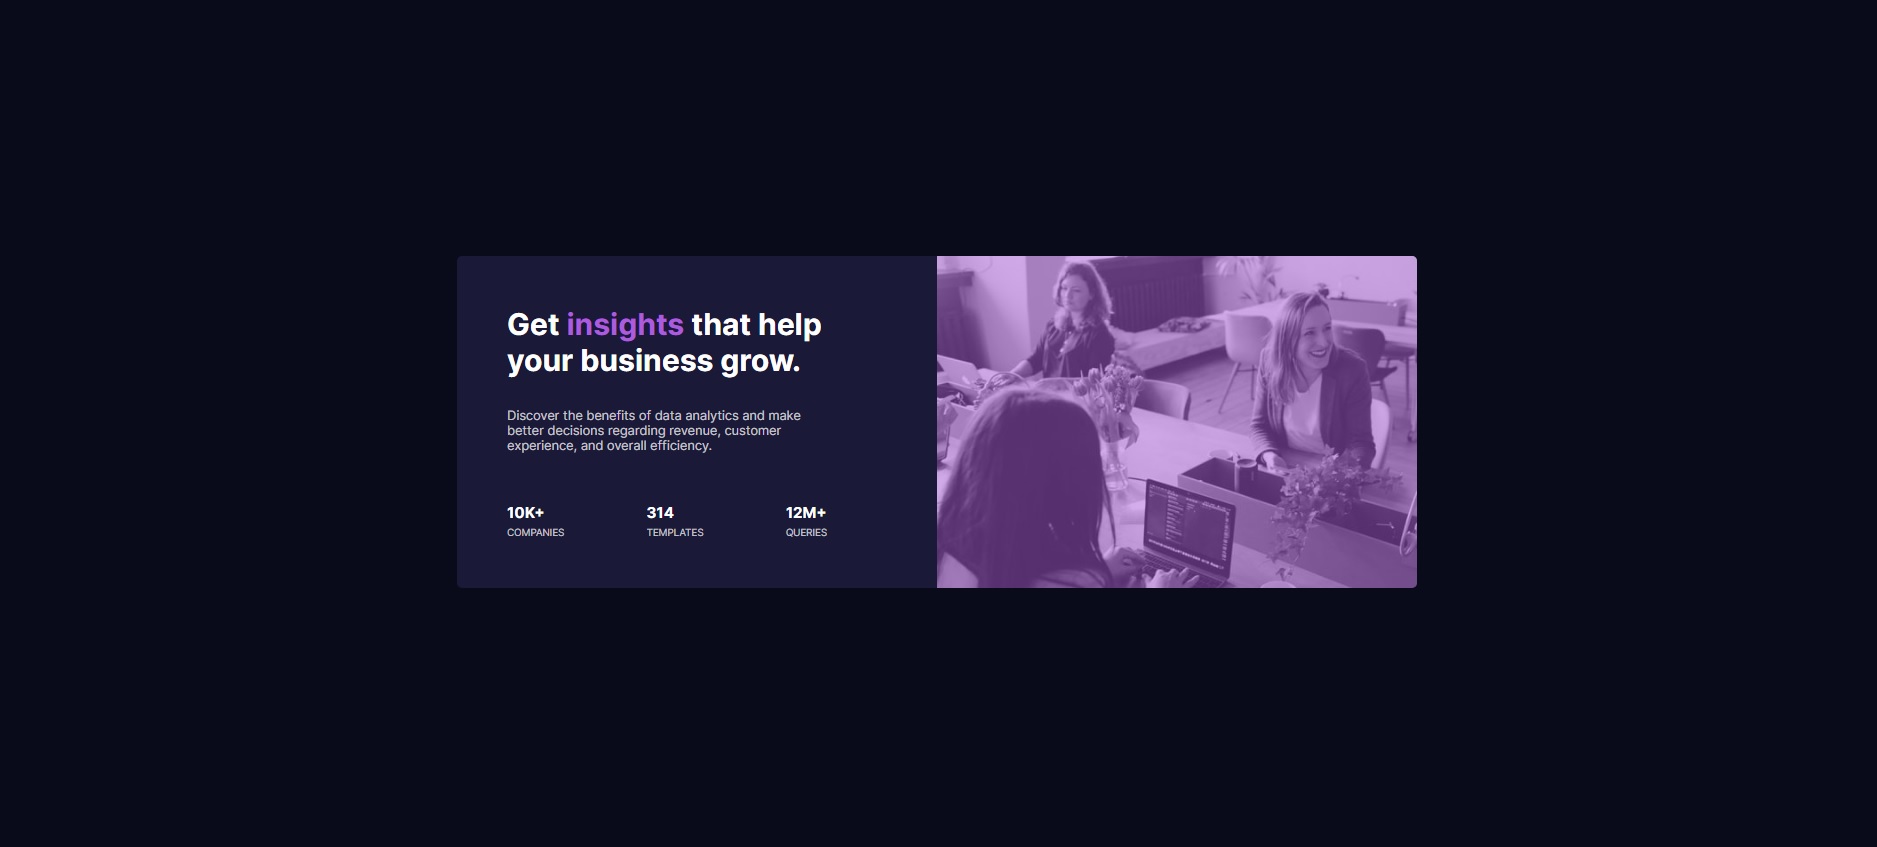 Get insights that help
your business grow.
Discover the benefits of data analytics and make
better decisions regarding revenue, customer
experience, and overall efficiency.
10K+ 314 12M+
COMPANIES TEMPLATES QUERIES